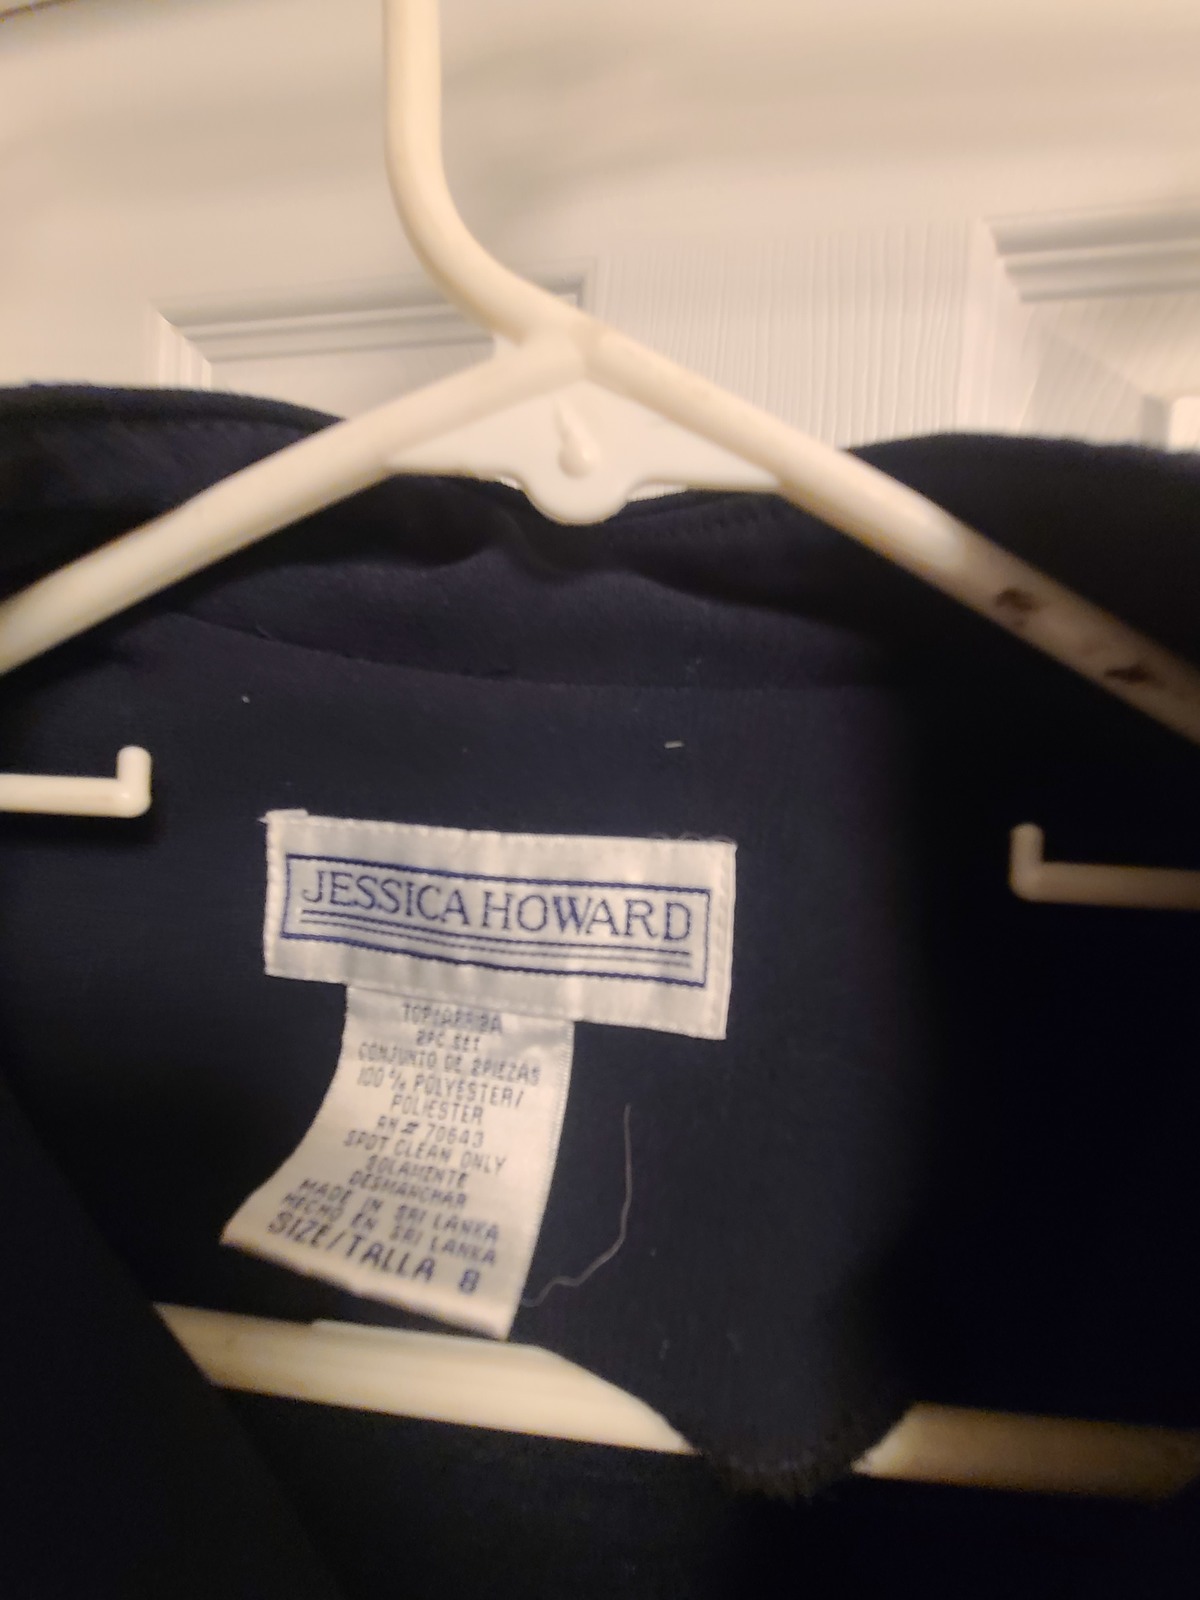 JESSICA HOWARD
TOP/ARRIBA
2PC.SET
CONJUNTO DE 2PIEZAS
100% POLYESTER/
POLIESTER
RN # 70643
SPOT CLEAN ONLY
SOLAMENTE
DESMANCHAR
MADE IN SRI LANKA
HECHO EN SRI LANKA
SIZE/TALLA 8